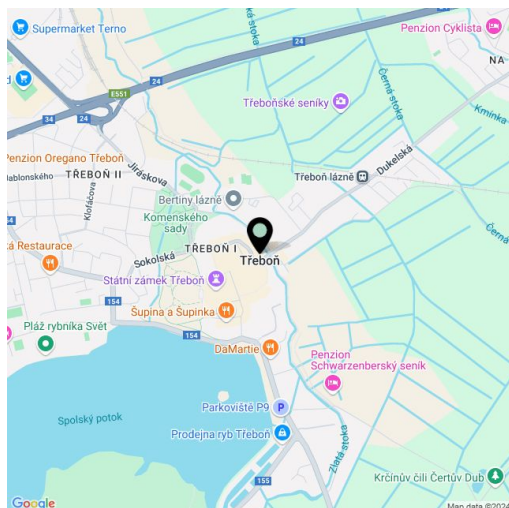 Supermarket Terno
Penzion Cyklista
24
NA
24
E551
Třeboňské seníky
Černá stoka
34
34
24
Kmínka
Penzion Oregano Třeboň
Jiráskova
Dukelská
Jablonského
TŘEBOŇ II
Třeboň lázně
Klofáčova
Bertiny lázně
Komenského
sady
Černá
TŘEBOŇ I
Sokolská
Třeboň
ká Restaurace
Státní zámek Třeboň
154
Šupina a Šupinka
Pláž rybníka Svět
154
DaMartie
Penzion
Schwarzenberský seník
Parkoviště P9
P
Spolský potok
Prodejna ryb Třeboň
Zlatá stoka
155
Krčínův čili Čertův Dub
Google
Map data ©2024